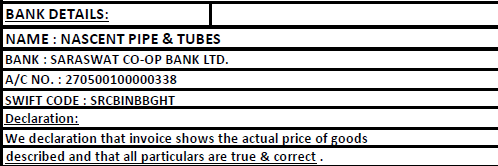 BANK DETAILS:
NAME : NASCENT PIPE & TUBES
BANK : SARASWAT CO-OP BANK LTD.
A/C NO. : 270500100000338
SWIFT CODE : SRCBINBBGHT
Declaration:
We declaration that invoice shows the actual price of goods
described and that all particulars are true & correct .